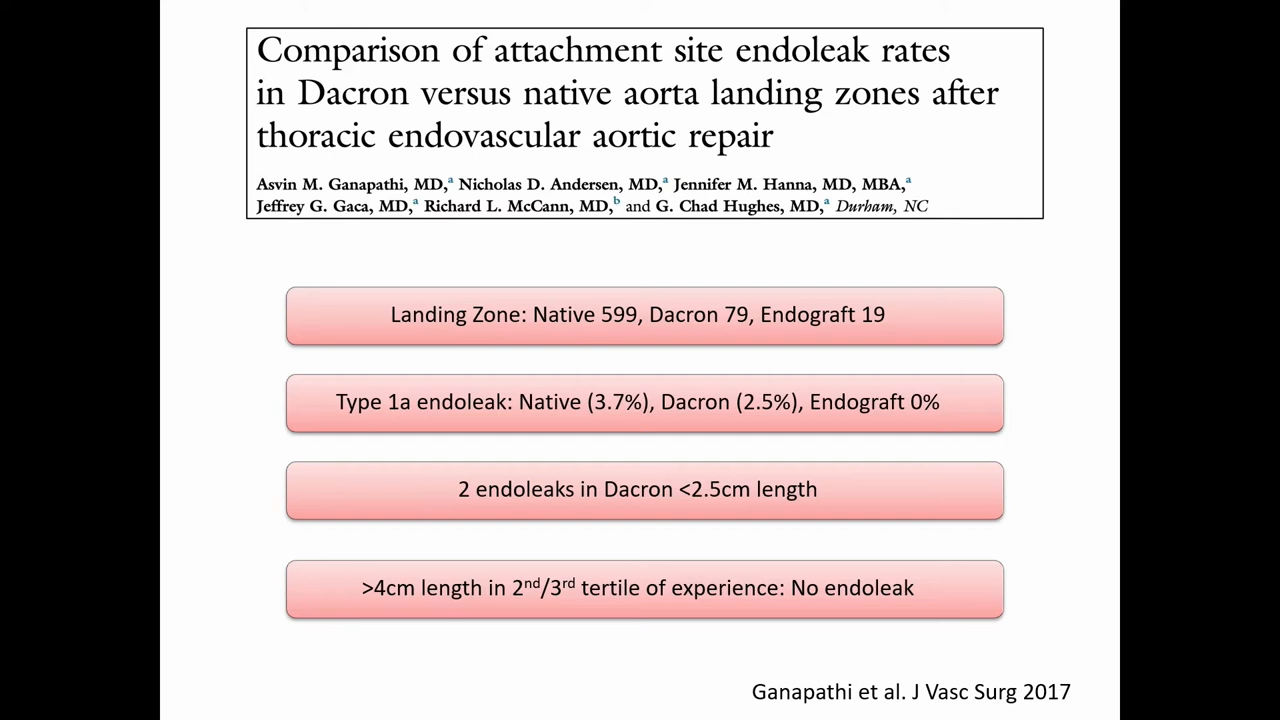 Comparison of attachment site endoleak rates
in Dacron versus native aorta landing zones after
thoracic endovascular aortic repair
Asvin M. Ganapathi, MD,ᵃ Nicholas D. Andersen, MD,ᵃ Jennifer M. Hanna, MD, MBA,ᵃ
Jeffrey G. Gaca, MD,ᵃ Richard L. McCann, MD,ᵇ and G. Chad Hughes, MD,ᵃ Durham, NC
Landing Zone: Native 599, Dacron 79, Endograft 19
Type 1a endoleak: Native (3.7%), Dacron (2.5%), Endograft 0%
2 endoleaks in Dacron <2.5cm length
>4cm length in 2ⁿᵈ/3ʳᵈ tertile of experience: No endoleak
Ganapathi et al. J Vasc Surg 2017